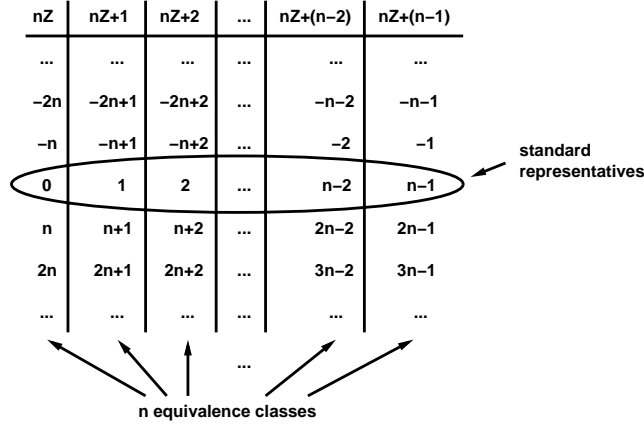 nZ nZ+1 nZ+2 ... nZ+(n−2) nZ+(n−1)
... ... ... ... ... ...
−2n −2n+1 −2n+2 ... −n−2 −n−1
−n −n+1 −n+2 ... −2 −1
standard
representatives
0 1 2 ... n−2 n−1
n n+1 n+2 ... 2n−2 2n−1
2n 2n+1 2n+2 ... 3n−2 3n−1
... ... ... ... ... ...
...
n equivalence classes